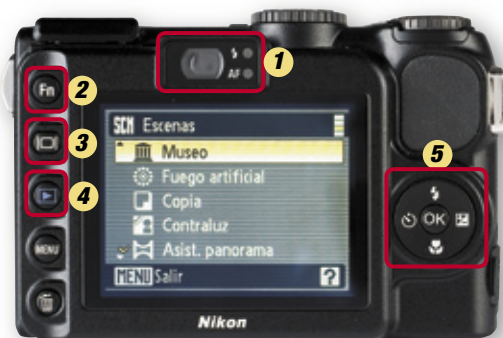 1
AF
2
Fn
3
4
5
SCN Escenas
Museo
Fuego artificial
Copia
Contraluz
Asist. panorama
MENU Salir ?
MENU
OK
Nikon